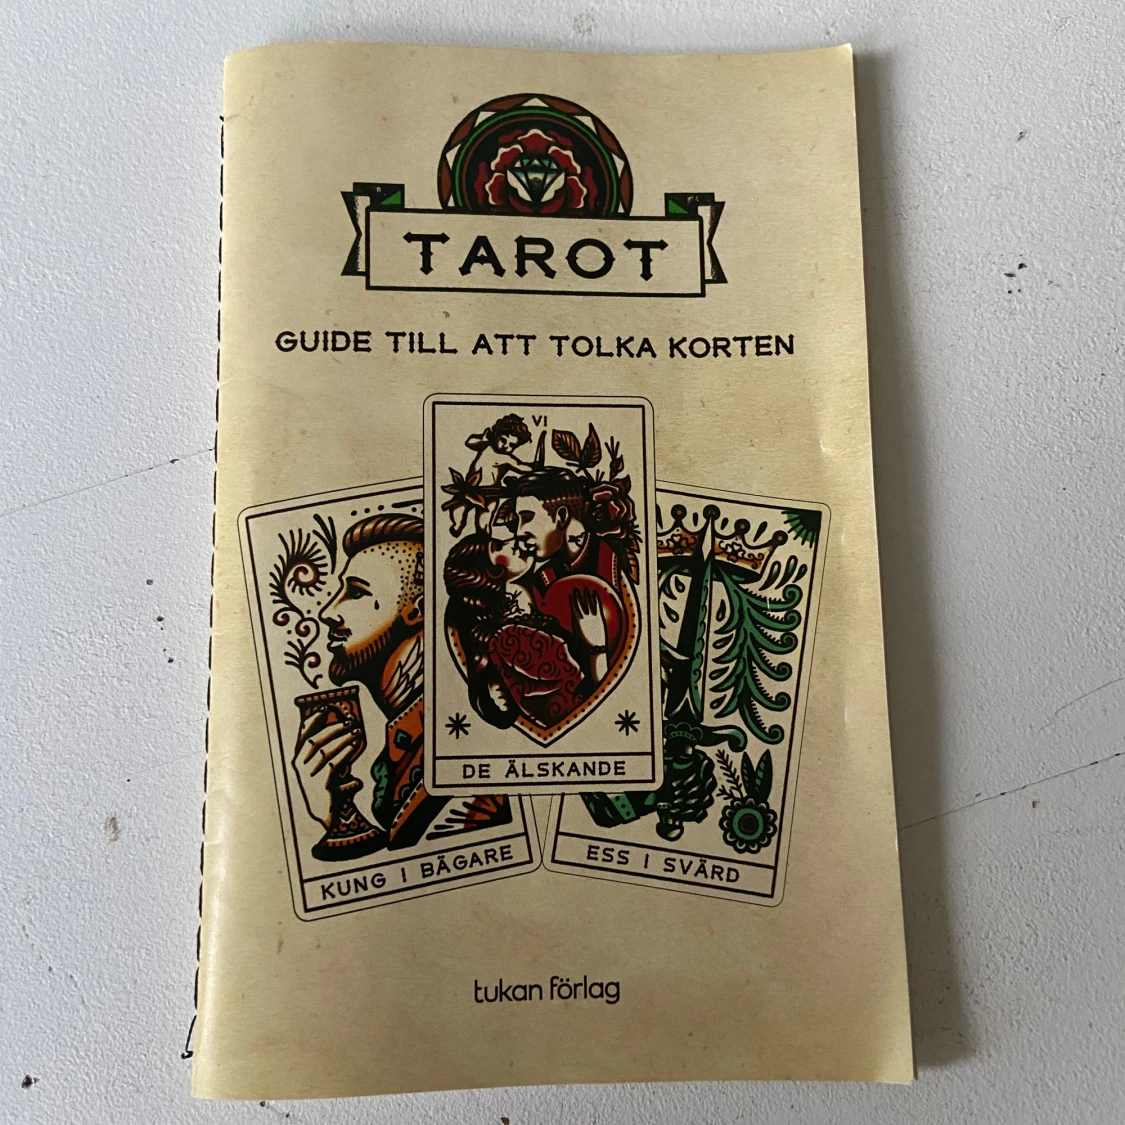 TAROT
GUIDE TILL ATT TOLKA KORTEN
VI
DE ÄLSKANDE
KUNG I BÄGARE
ESS I SVÄRD
tukan förlag